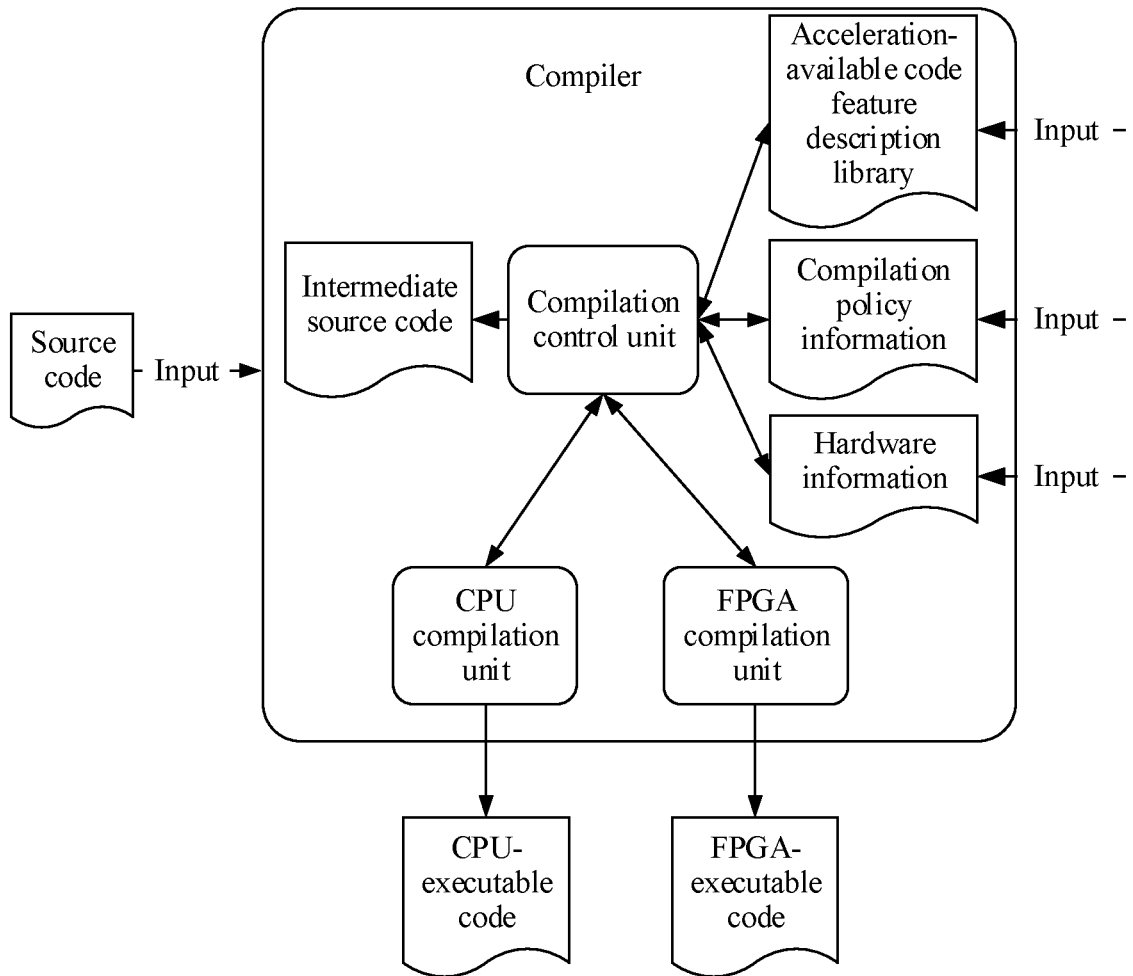 Compiler
Acceleration-
available code
feature
description
library
Input
Source
code
Input
Intermediate
source code
Compilation
control unit
Compilation
policy
information
Input
Hardware
information
Input
CPU
compilation
unit
FPGA
compilation
unit
CPU-
executable
code
FPGA-
executable
code